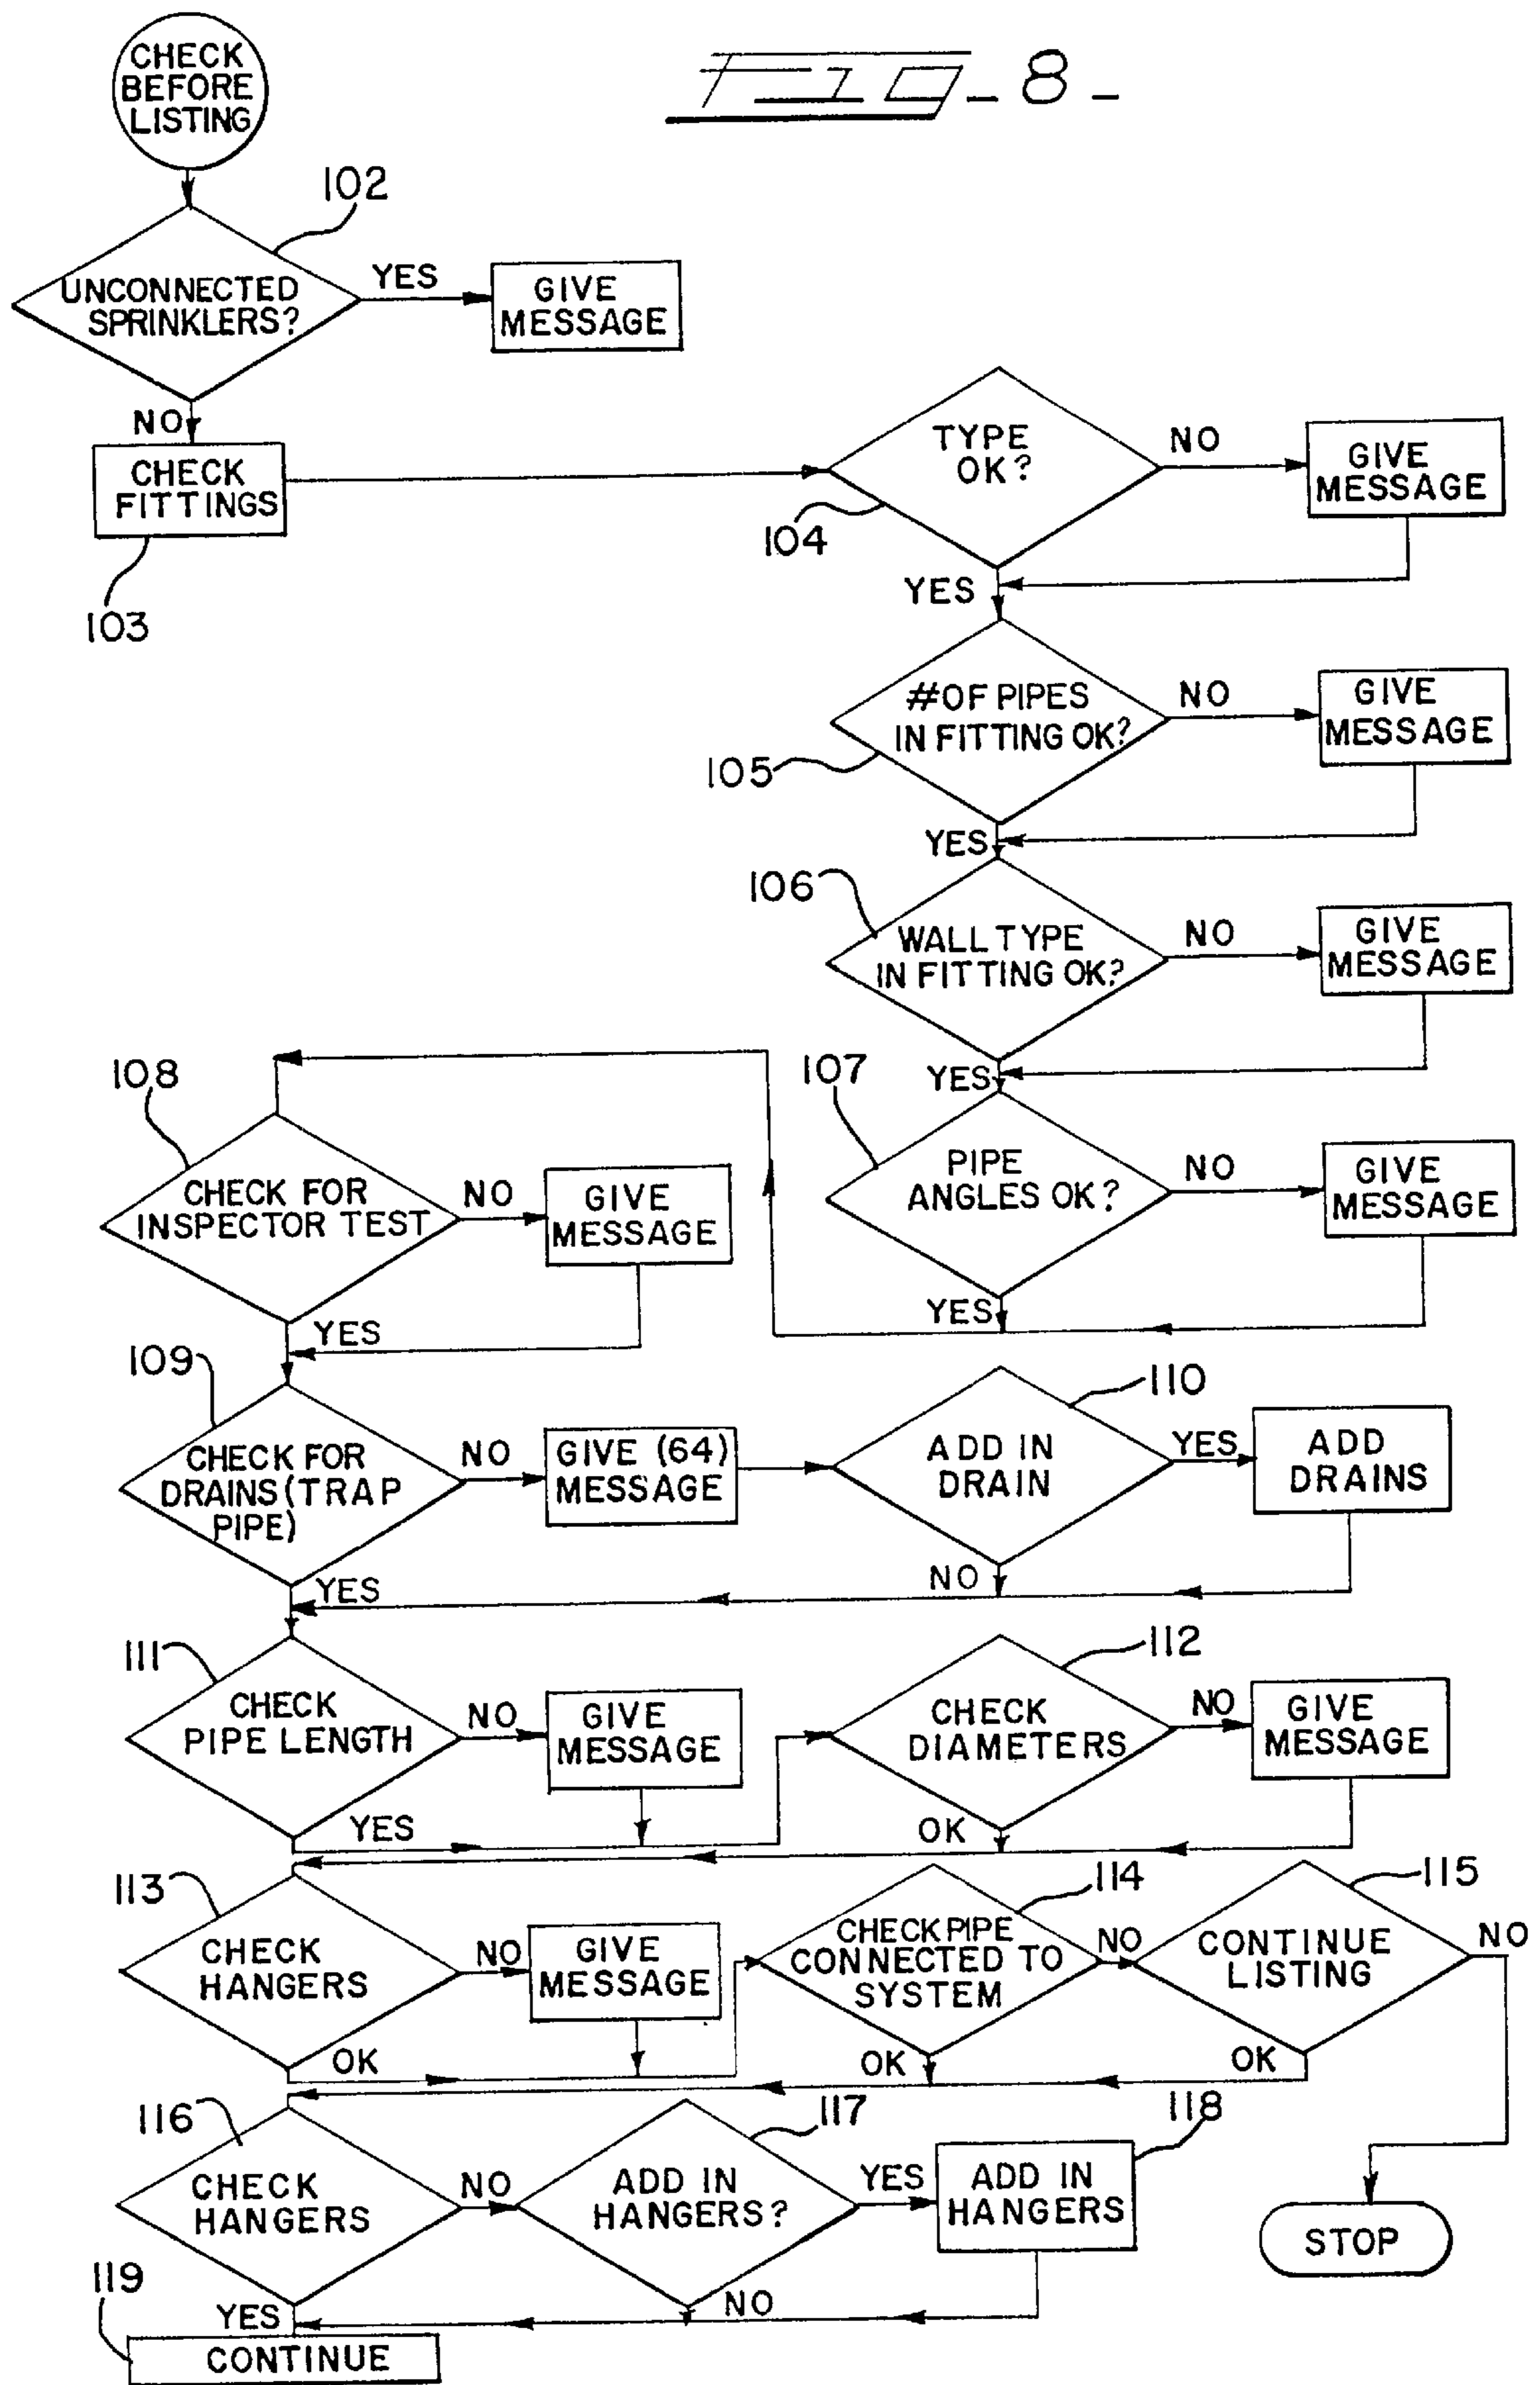 CHECK
BEFORE
LISTING
FIG_8_
102
UNCONNECTED
SPRINKLERS?
YES
GIVE
MESSAGE
NO
CHECK
FITTINGS
103
TYPE
OK?
104
NO
GIVE
MESSAGE
YES
#OF PIPES
IN FITTING OK?
105
NO
GIVE
MESSAGE
YES
106
WALL TYPE
IN FITTING OK?
NO
GIVE
MESSAGE
YES
107
PIPE
ANGLES OK?
NO
GIVE
MESSAGE
YES
108
CHECK FOR
INSPECTOR TEST
NO
GIVE
MESSAGE
YES
109
CHECK FOR
DRAINS (TRAP
PIPE)
NO
GIVE (64)
MESSAGE
110
ADD IN
DRAIN
YES
ADD
DRAINS
NO
YES
111
CHECK
PIPE LENGTH
NO
GIVE
MESSAGE
YES
112
CHECK
DIAMETERS
NO
GIVE
MESSAGE
OK
113
CHECK
HANGERS
NO
GIVE
MESSAGE
OK
114
CHECK PIPE
CONNECTED TO
SYSTEM
NO
OK
115
CONTINUE
LISTING
NO
OK
STOP
116
CHECK
HANGERS
NO
117
ADD IN
HANGERS?
YES
118
ADD IN
HANGERS
NO
YES
119
CONTINUE